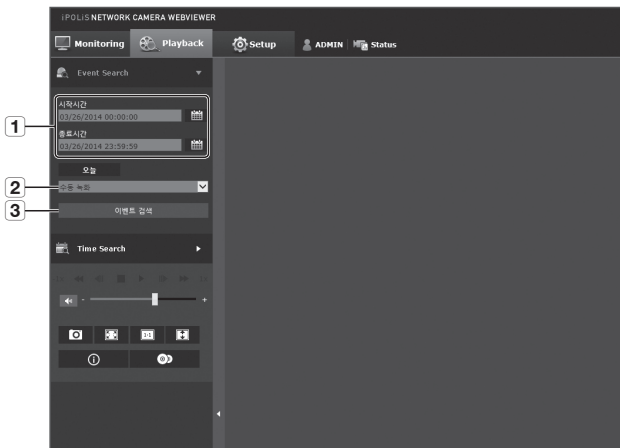 iPOLiS NETWORK CAMERA WEBVIEWER
Monitoring Playback Setup ADMIN Status
Event Search
시작시간
03/26/2014 00:00:00
1
종료시간
03/26/2014 23:59:59
오늘
2 수동 녹화
3 이벤트 검색
Time Search
- +
1:1